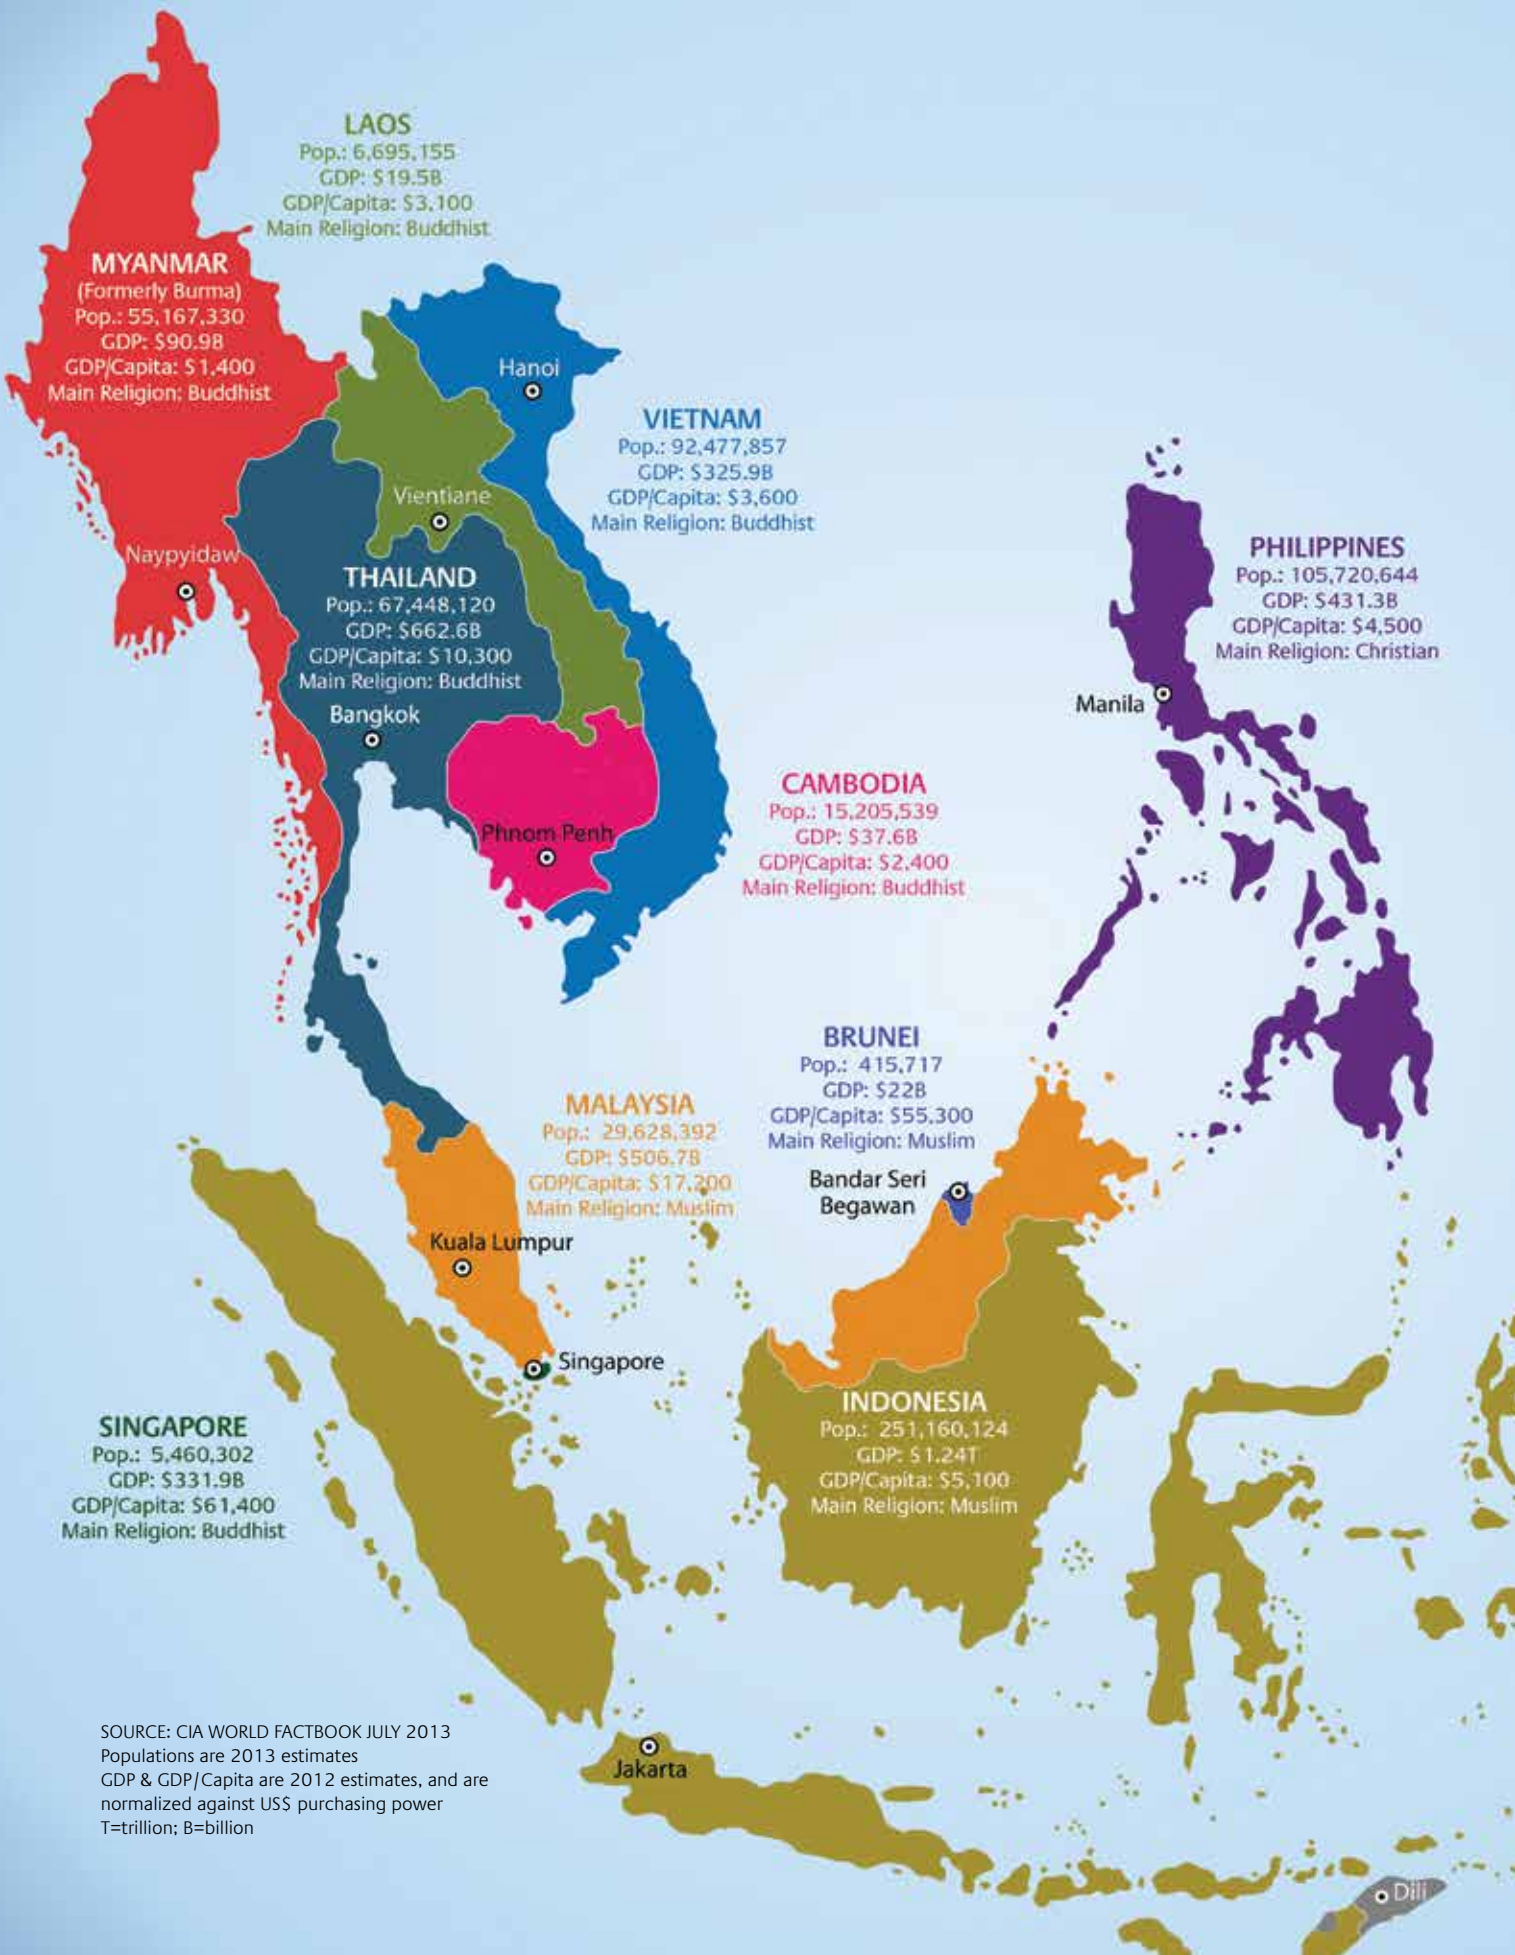 LAOS
Pop.: 6,695,155
GDP: $19.5B
GDP/Capita: $3,100
Main Religion: Buddhist
MYANMAR
(Formerly Burma)
Pop.: 55,167,330
GDP: $90.9B
GDP/Capita: $1,400
Main Religion: Buddhist
Hanoi
VIETNAM
Pop.: 92,477,857
GDP: $325.9B
GDP/Capita: $3,600
Main Religion: Buddhist
Vientiane
Naypyidaw
THAILAND
Pop.: 67,448,120
GDP: $662.6B
GDP/Capita: $10,300
Main Religion: Buddhist
Bangkok
PHILIPPINES
Pop.: 105,720,644
GDP: $431.3B
GDP/Capita: $4,500
Main Religion: Christian
Manila
CAMBODIA
Pop.: 15,205,539
GDP: $37.6B
GDP/Capita: $2,400
Main Religion: Buddhist
Phnom Penh
BRUNEI
Pop.: 415,717
GDP: $22B
GDP/Capita: $55,300
Main Religion: Muslim
Bandar Seri
Begawan
MALAYSIA
Pop.: 29,628,392
GDP: $506.7B
GDP/Capita: $17,200
Main Religion: Muslim
Kuala Lumpur
Singapore
SINGAPORE
Pop.: 5,460,302
GDP: $331.9B
GDP/Capita: $61,400
Main Religion: Buddhist
INDONESIA
Pop.: 251,160,124
GDP: $1.24T
GDP/Capita: $5,100
Main Religion: Muslim
SOURCE: CIA WORLD FACTBOOK JULY 2013
Populations are 2013 estimates
GDP & GDP/Capita are 2012 estimates, and are
normalized against US$ purchasing power
T=trillion; B=billion
Jakarta
Dili